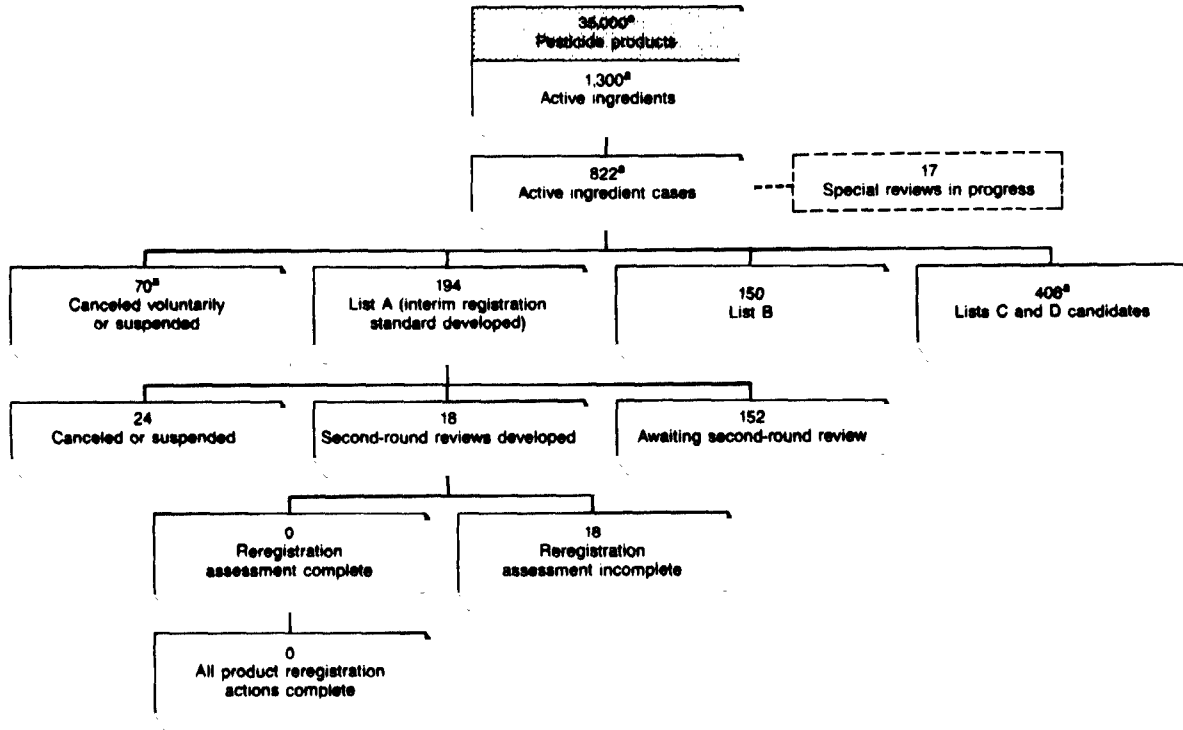 35,000ª
Pesticide products
1,300ª
Active ingredients
822ª
Active ingredient cases
17
Special reviews in progress
70ª
Canceled voluntarily
or suspended
194
List A (interim registration
standard developed)
150
List B
408ª
Lists C and D candidates
24
Canceled or suspended
18
Second-round reviews developed
152
Awaiting second-round review
0
Reregistration
assessment complete
18
Reregistration
assessment incomplete
0
All product reregistration
actions complete